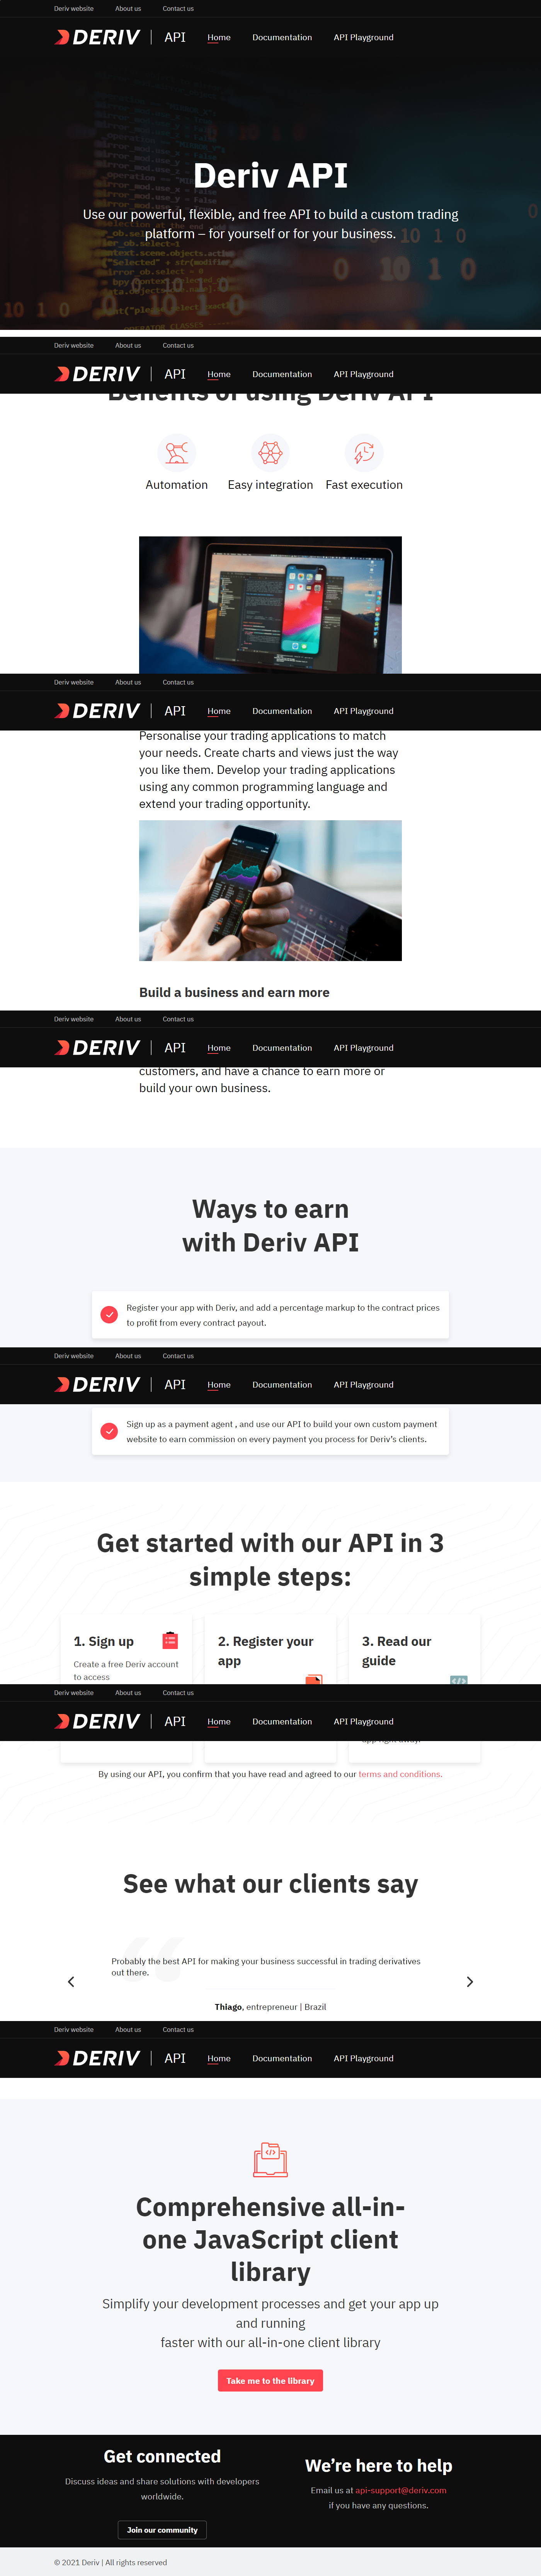 Deriv website About us Contact us
DERIV | API Home Documentation API Playground
Deriv API
Use our powerful, flexible, and free API to build a custom trading
platform – for yourself or for your business.
Deriv website About us Contact us
DERIV | API Home Documentation API Playground
Benefits of using Deriv API
Automation Easy integration Fast execution
Deriv website About us Contact us
DERIV | API Home Documentation API Playground
Personalise your trading applications to match
your needs. Create charts and views just the way
you like them. Develop your trading applications
using any common programming language and
extend your trading opportunity.
Build a business and earn more
Deriv website About us Contact us
DERIV | API Home Documentation API Playground
customers, and have a chance to earn more or
build your own business.
Ways to earn
with Deriv API
Register your app with Deriv, and add a percentage markup to the contract prices
to profit from every contract payout.
Deriv website About us Contact us
DERIV | API Home Documentation API Playground
Sign up as a payment agent , and use our API to build your own custom payment
website to earn commission on every payment you process for Deriv's clients.
Get started with our API in 3
simple steps:
1. Sign up
Create a free Deriv account
to access
2. Register your
app
3. Read our
guide
Deriv website About us Contact us
DERIV | API Home Documentation API Playground
By using our API, you confirm that you have read and agreed to our terms and conditions.
See what our clients say
Probably the best API for making your business successful in trading derivatives
out there.
Thiago, entrepreneur | Brazil
Deriv website About us Contact us
DERIV | API Home Documentation API Playground
Comprehensive all-in-
one JavaScript client
library
Simplify your development processes and get your app up
and running
faster with our all-in-one client library
Take me to the library
Get connected
Discuss ideas and share solutions with developers
worldwide.
Join our community
We're here to help
Email us at api-support@deriv.com
if you have any questions.
© 2021 Deriv | All rights reserved